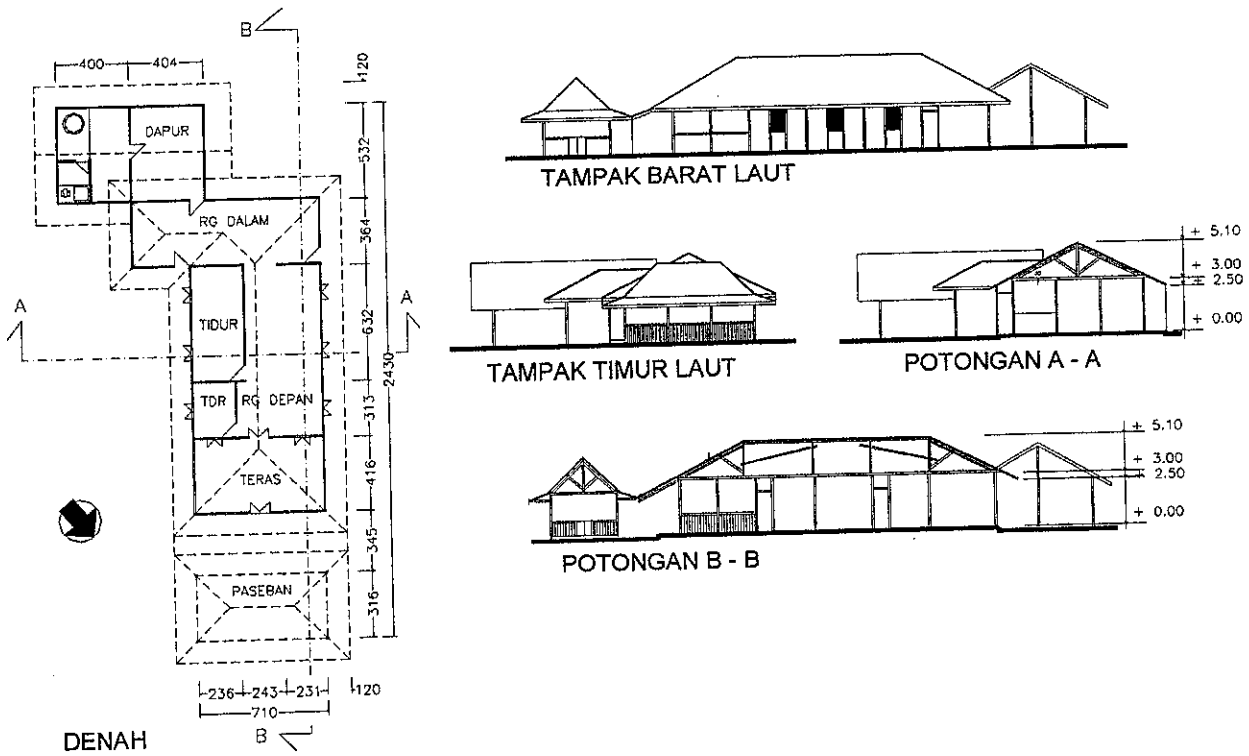 B
400 404
120
DAPUR
532
RG DALAM
364
A A
TIDUR
632
2430
TDR RG DEPAN
313
TERAS
416
345
PASEBAN
316
236 243 231 120
710
DENAH
B
TAMPAK BARAT LAUT
TAMPAK TIMUR LAUT
+ 5.10
+ 3.00
+ 2.50
+ 0.00
POTONGAN A - A
+ 5.10
+ 3.00
2.50
+ 0.00
POTONGAN B - B